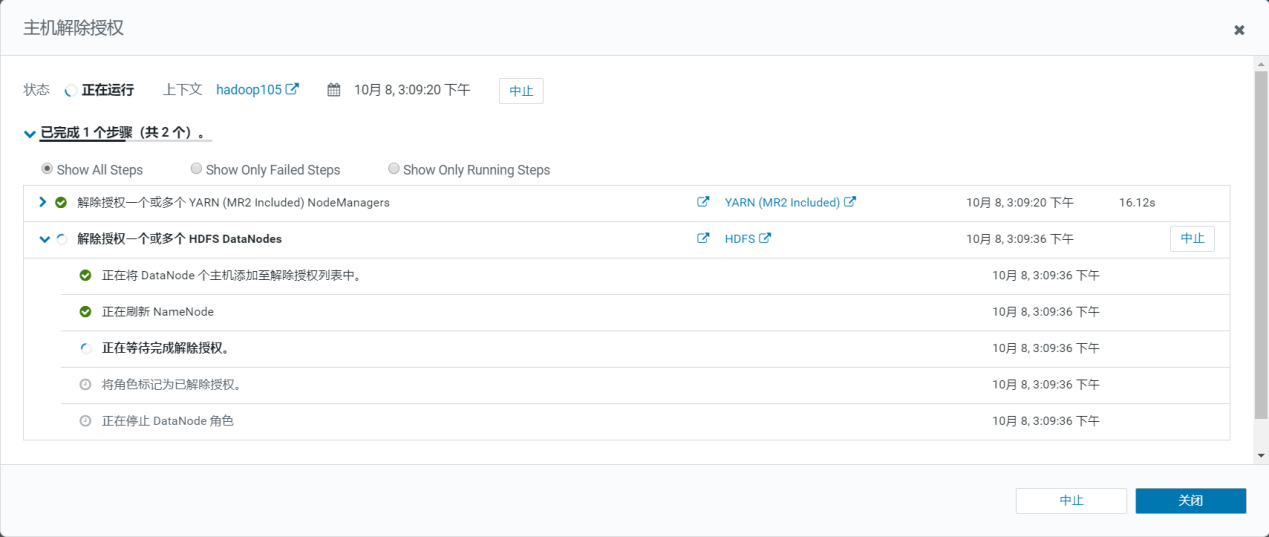 主机解除授权
状态 正在运行 上下文 hadoop105 10月 8, 3:09:20 下午 中止
已完成 1 个步骤（共 2 个）。
Show All Steps Show Only Failed Steps Show Only Running Steps
解除授权一个或多个 YARN (MR2 Included) NodeManagers YARN (MR2 Included) 10月 8, 3:09:20 下午 16.12s
解除授权一个或多个 HDFS DataNodes HDFS 10月 8, 3:09:36 下午 中止
正在将 DataNode 个主机添加至解除授权列表中。 10月 8, 3:09:36 下午
正在刷新 NameNode 10月 8, 3:09:36 下午
正在等待完成解除授权。 10月 8, 3:09:36 下午
将角色标记为已解除授权。 10月 8, 3:09:36 下午
正在停止 DataNode 角色 10月 8, 3:09:36 下午
中止 关闭